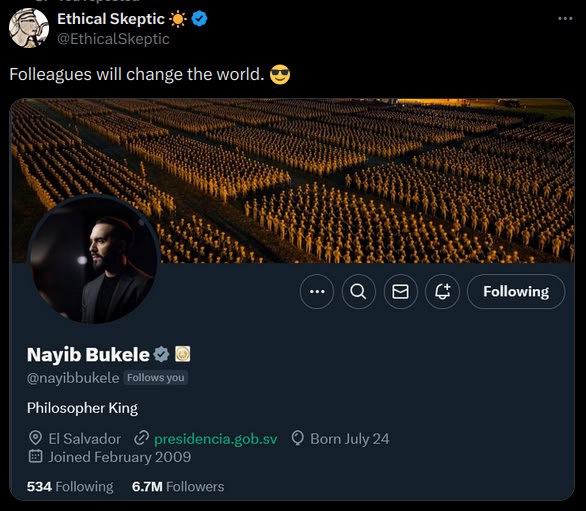 Ethical Skeptic
@EthicalSkeptic
Folleagues will change the world.
Following
Nayib Bukele
@nayibbukele Follows you
Philosopher King
El Salvador presidencia.gob.sv Born July 24
Joined February 2009
534 Following 6.7M Followers